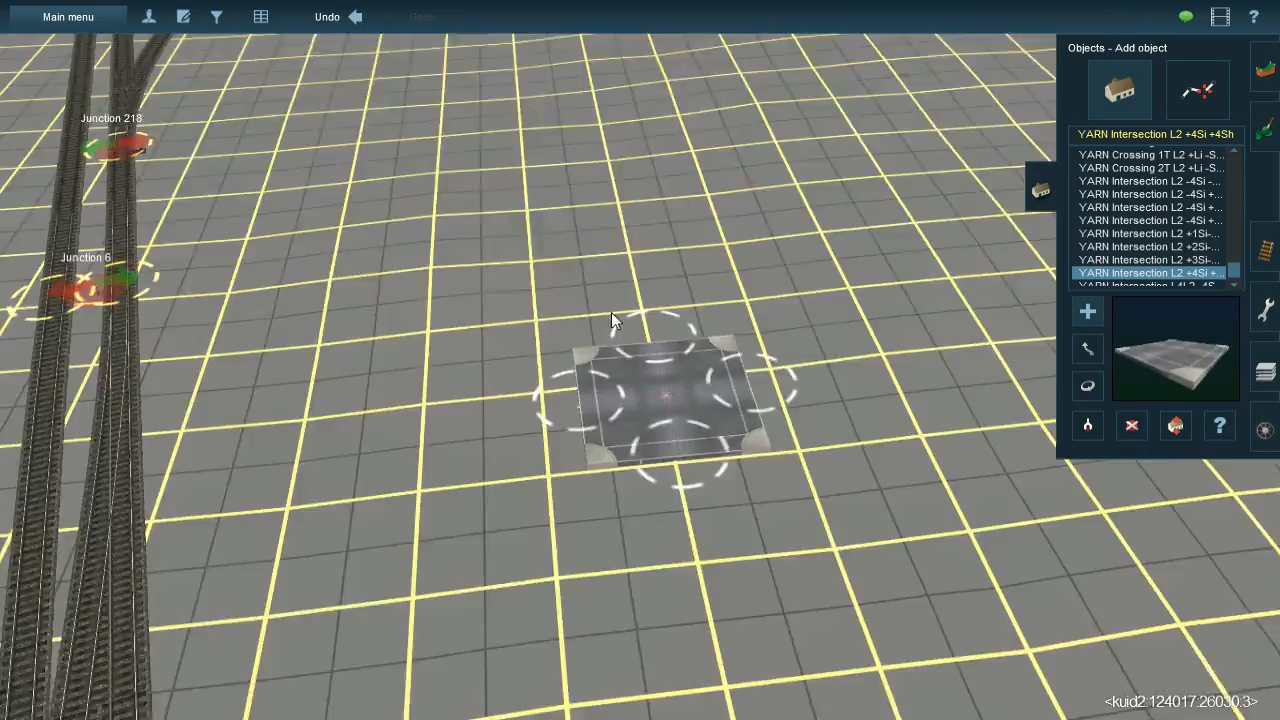 Main menu
Undo
Redo
?
Objects - Add object
YARN Intersection L2 +4Si +4Sh
YARN Crossing 1T L2 +Li -S...
YARN Crossing 2T L2 +Li -S...
YARN Intersection L2 -4Si -...
YARN Intersection L2 -4Si +...
YARN Intersection L2 -4Si +...
YARN Intersection L2 -4Si +...
YARN Intersection L2 +1Si-...
YARN Intersection L2 +2Si-...
YARN Intersection L2 +3Si-...
YARN Intersection L2 +4Si +...
?
Junction 218
Junction 6
<kuid2:124017:26030:3>